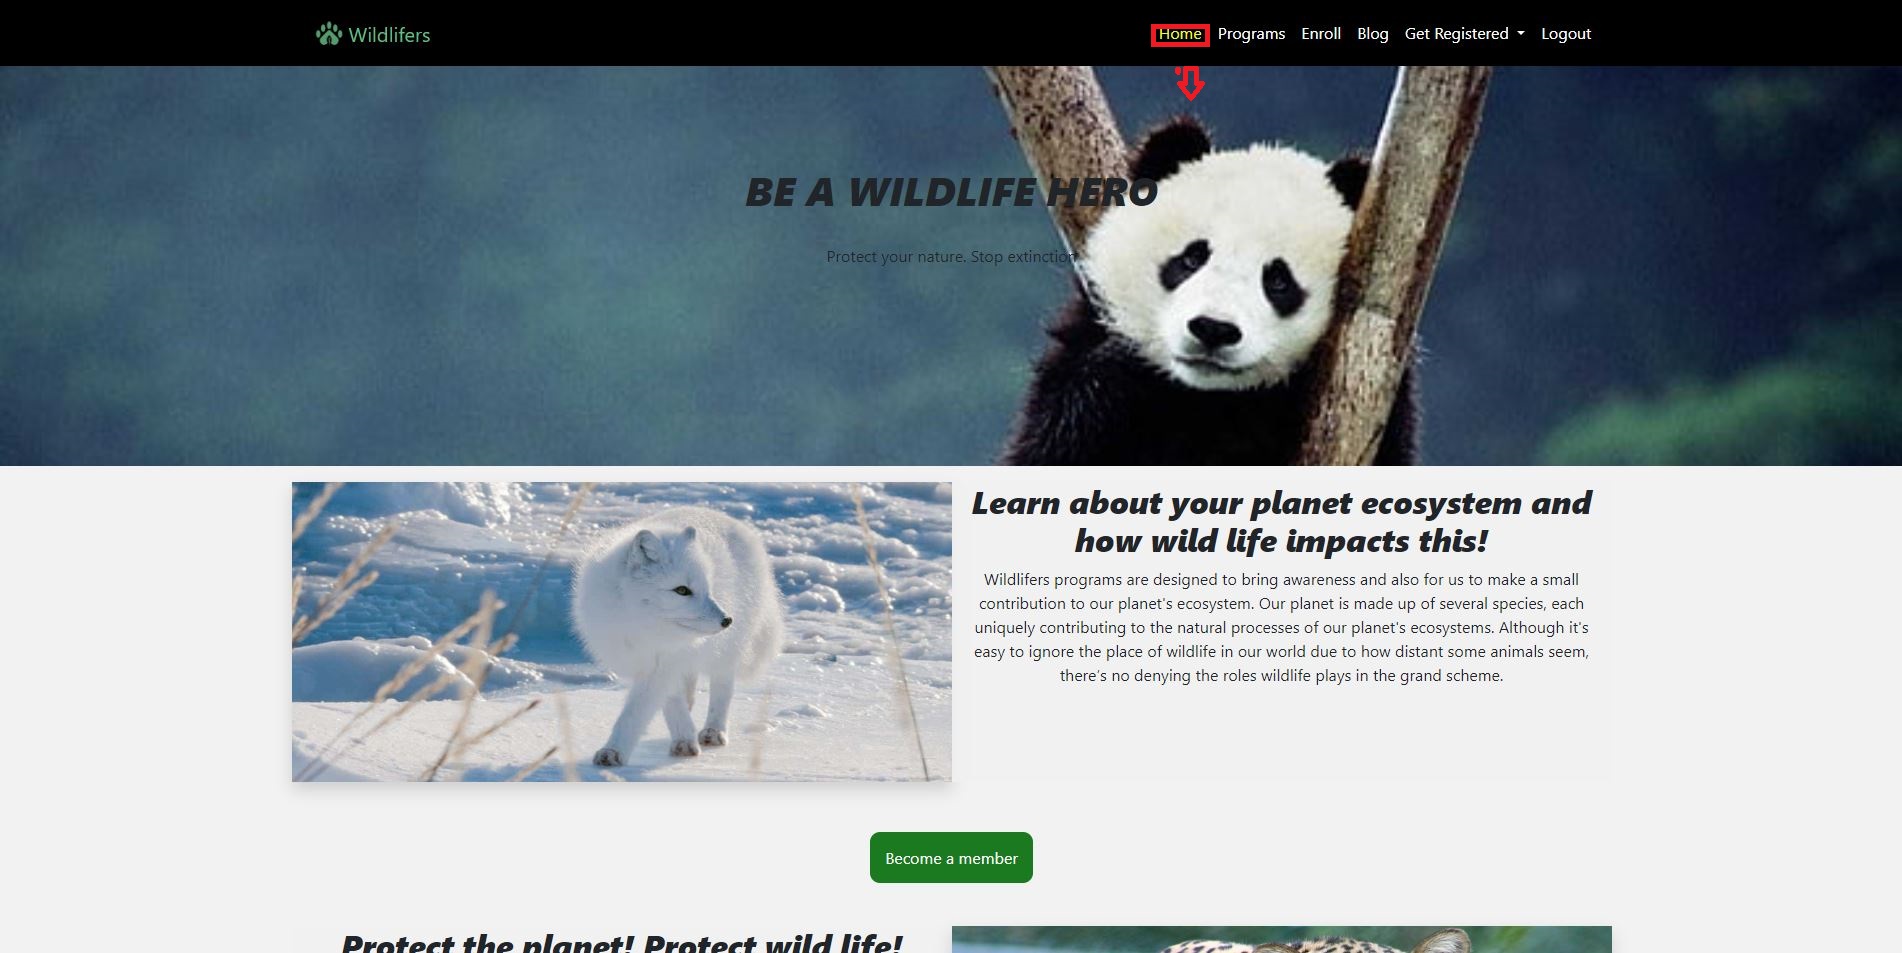 Wildlifers
Home Programs Enroll Blog Get Registered Logout
BE A WILDLIFE HERO
Protect your nature. Stop extinction
Learn about your planet ecosystem and
how wild life impacts this!
Wildlifers programs are designed to bring awareness and also for us to make a small
contribution to our planet's ecosystem. Our planet is made up of several species, each
uniquely contributing to the natural processes of our planet's ecosystems. Although it's
easy to ignore the place of wildlife in our world due to how distant some animals seem,
there's no denying the roles wildlife plays in the grand scheme.
Become a member
Protect the planet! Protect wild life!